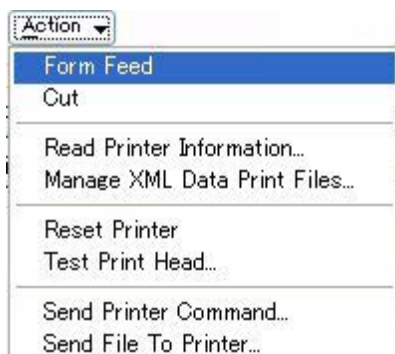 Action
Form Feed
Cut
Read Printer Information...
Manage XML Data Print Files...
Reset Printer
Test Print Head...
Send Printer Command...
Send File To Printer...